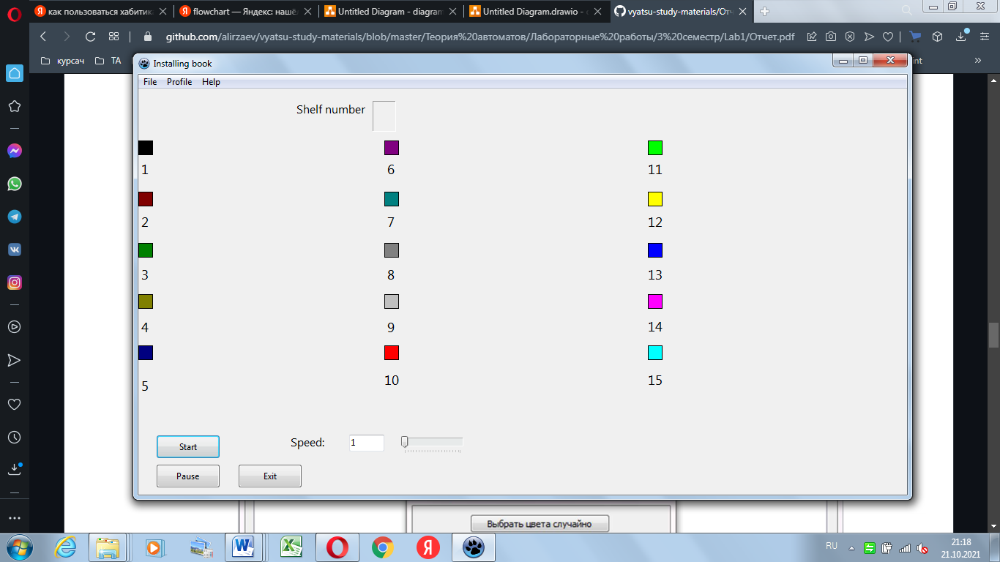 как пользоваться хабитик
flowchart — Яндекс: нашёл
Untitled Diagram - diagram
Untitled Diagram.drawio -
vyatsu-study-materials/Отч
github.com/alirzaev/vyatsu-study-materials/blob/master/Теория%20автоматов/Лабораторные%20работы/3%20семестр/Lab1/Отчет.pdf
курсач
ТА
int
»
Installing book
File Profile Help
Shelf number
1 6 11
2 7 12
3 8 13
4 9 14
5 10 15
Start
Speed: 1
Pause
Exit
Выбрать цвета случайно
RU
21:18
21.10.2021